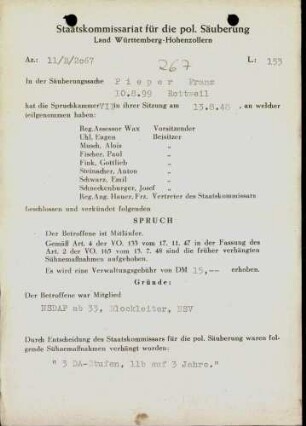 Staatskommissariat für die pol. Säuberung
Land Württemberg-Hohenzollern
Az.: 11/B/2o67
267
L: 133
In der Säuberungssache P i e p e r Franz
10.8.99 Rottweil
hat die Spruchkammer VII in ihrer Sitzung am 13.8.48 an welcher
teilgenommen haben:
Reg.Assessor Wax Vorsitzender
Uhl, Eugen Beisitzer
Musch, Alois „
Fischer, Paul „
Fink, Gottlieb „
Steinacher, Anton „
Schwarz, Emil „
Schneckenburger, Josef „
Reg.Ang. Hauer, Frz. Vertreter des Staatskommissars
beschlossen und verkündet folgenden
SPRUCH
Der Betroffene ist Mitläufer.
Gemäß Art. 4 der VO. 133 vom 17. 11. 47 in der Fassung des
Art. 2 des VO. 165 vom 13. 7. 48 sind die früher verhängten
Sühnemaßnahmen aufgehoben.
Es wird eine Verwaltungsgebühr von DM 15,-- erhoben.
Gründe:
Der Betroffene war Mitglied
NSDAP ab 33, Blockleiter, NSV
Durch Entscheidung des Staatskommissars für die pol. Säuberung waren fol-
gende Sühnemaßnahmen verhängt worden:
" 3 DA-Stufen, 11b auf 3 Jahre."